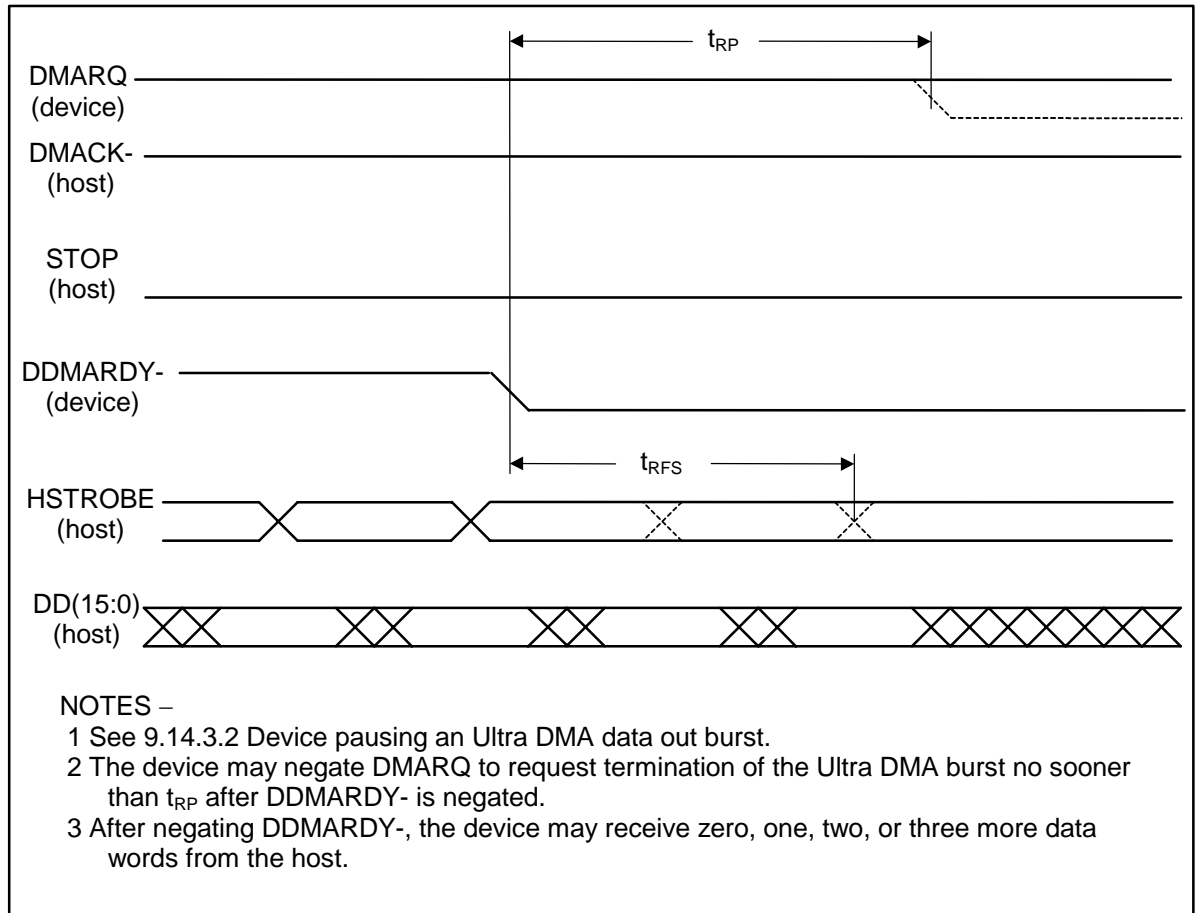 tRP
DMARQ
(device)
DMACK-
(host)
STOP
(host)
DDMARDY-
(device)
tRFS
HSTROBE
(host)
DD(15:0)
(host)
NOTES –
1 See 9.14.3.2 Device pausing an Ultra DMA data out burst.
2 The device may negate DMARQ to request termination of the Ultra DMA burst no sooner
than tRP after DDMARDY- is negated.
3 After negating DDMARDY-, the device may receive zero, one, two, or three more data
words from the host.